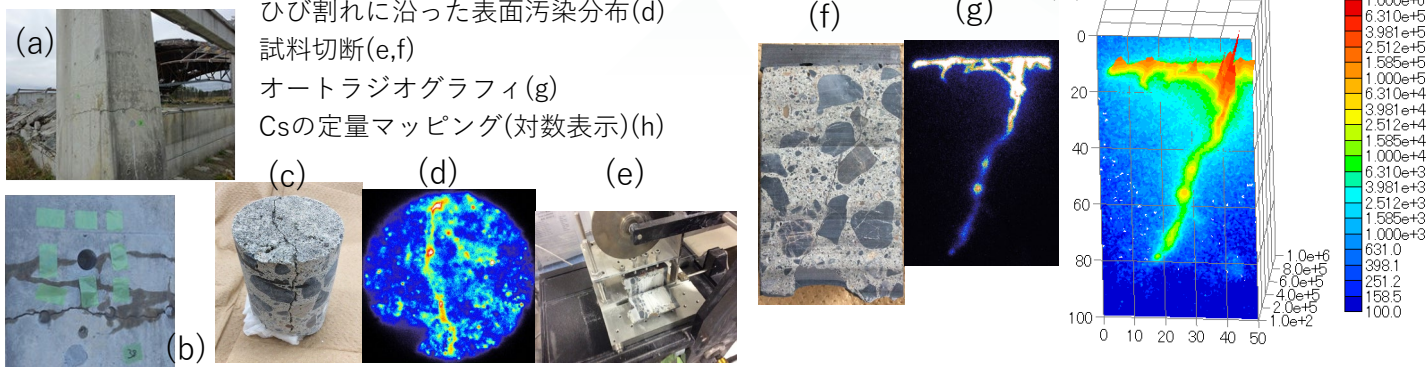 ひび割れに沿った表面汚染分布(d)
試料切断(e,f)
オートラジオグラフィ(g)
Csの定量マッピング(対数表示)(h)
(a)
(b)
(c)
(d)
(e)
(f)
(g)
0
20
40
60
80
100
0 10 20 30 40 50
1.0e+6
8.0e+5
6.0e+5
4.0e+5
2.0e+5
1.0e+2
1.000e+6
6.310e+5
3.981e+5
2.512e+5
1.585e+5
1.000e+5
6.310e+4
3.981e+4
2.512e+4
1.585e+4
1.000e+4
6.310e+3
3.981e+3
2.512e+3
1.585e+3
1.000e+3
631.0
398.1
251.2
158.5
100.0